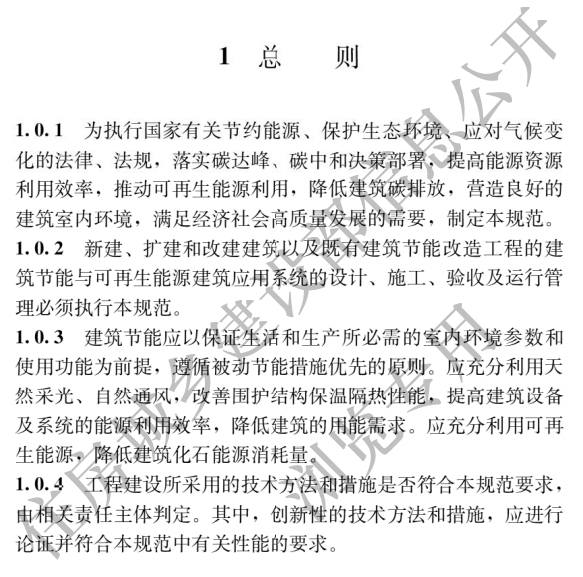 1 总 则
1.0.1 为执行国家有关节约能源、保护生态环境、应对气候变
化的法律、法规，落实碳达峰、碳中和决策部署，提高能源资源
利用效率，推动可再生能源利用，降低建筑碳排放，营造良好的
建筑室内环境，满足经济社会高质量发展的需要，制定本规范。
1.0.2 新建、扩建和改建建筑以及既有建筑节能改造工程的建
筑节能与可再生能源建筑应用系统的设计、施工、验收及运行管
理必须执行本规范。
1.0.3 建筑节能应以保证生活和生产所必需的室内环境参数和
使用功能为前提，遵循被动节能措施优先的原则。应充分利用天
然采光、自然通风，改善围护结构保温隔热性能，提高建筑设备
及系统的能源利用效率，降低建筑的用能需求。应充分利用可再
生能源，降低建筑化石能源消耗量。
1.0.4 工程建设所采用的技术方法和措施是否符合本规范要求，
由相关责任主体判定。其中，创新性的技术方法和措施，应进行
论证并符合本规范中有关性能的要求。
住房城乡建设部信息公开
浏览专用